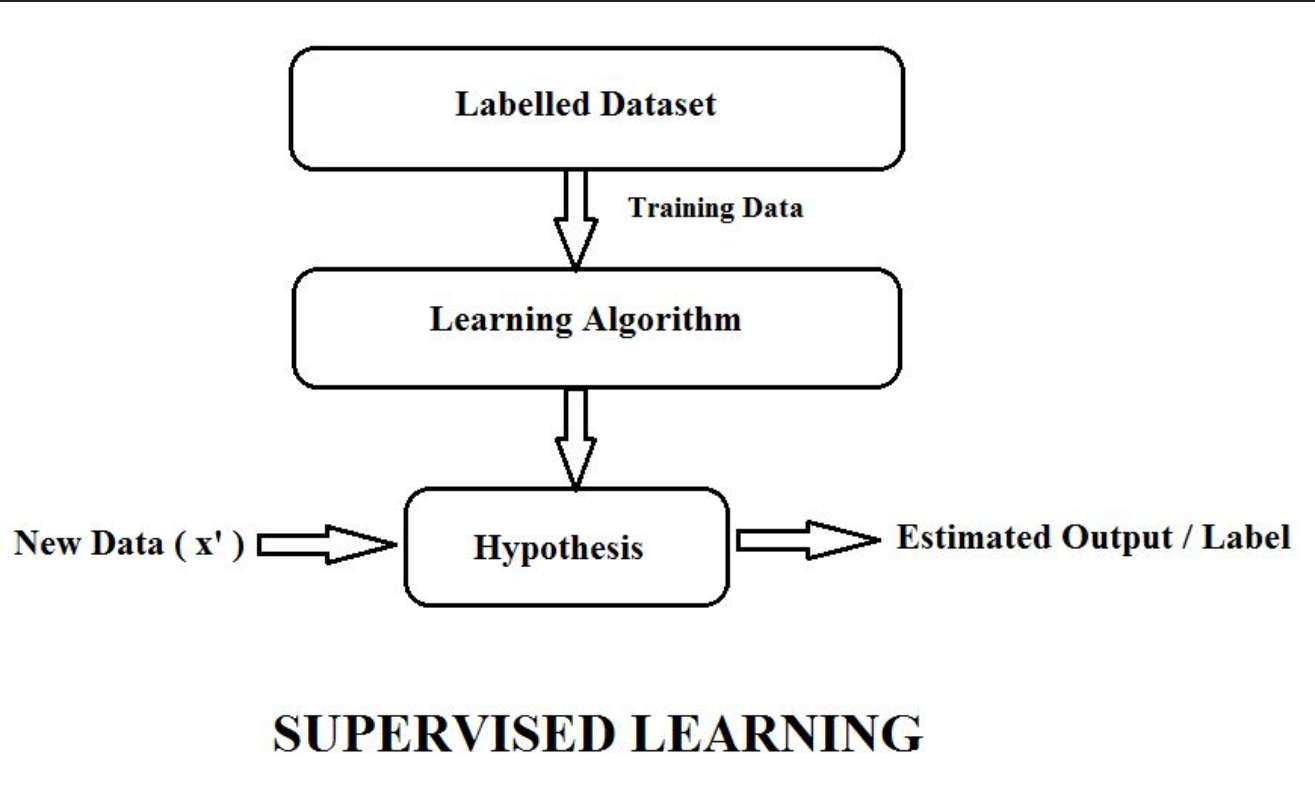 Labelled Dataset
Training Data
Learning Algorithm
New Data ( x' )
Hypothesis
Estimated Output / Label
SUPERVISED LEARNING